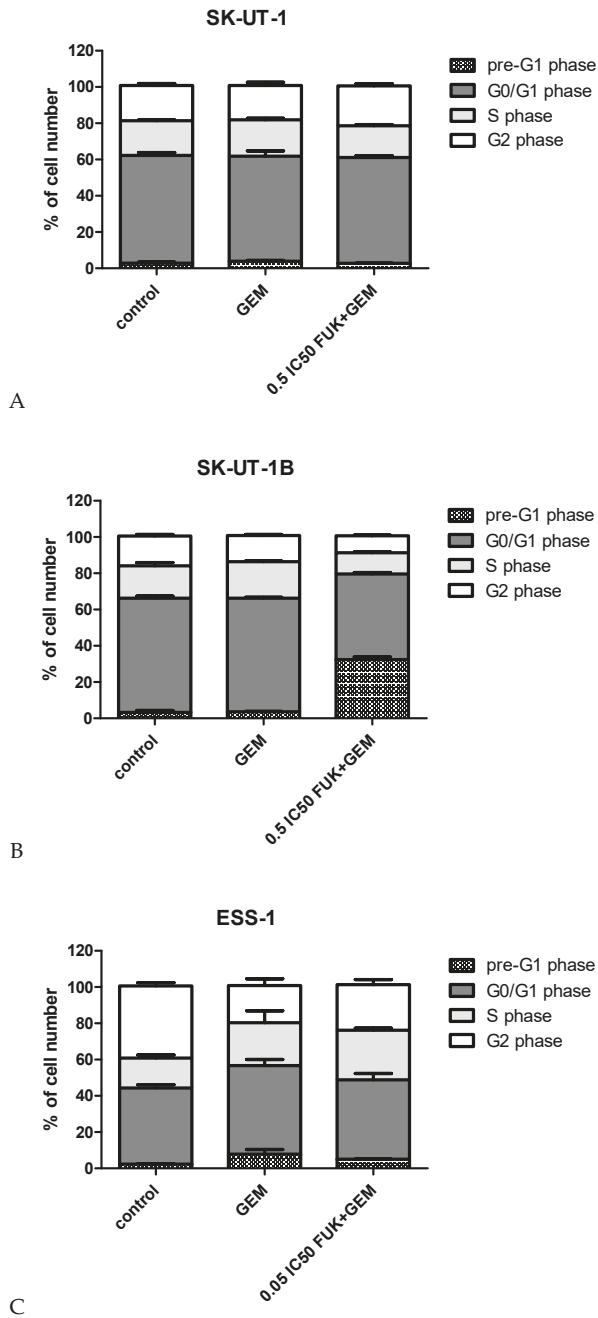 SK-UT-1
120
100
80
60
40
20
0
% of cell number
control
GEM
0.5 IC50 FUK+GEM
pre-G1 phase
G0/G1 phase
S phase
G2 phase
A
SK-UT-1B
120
100
80
60
40
20
0
% of cell number
control
GEM
0.5 IC50 FUK+GEM
pre-G1 phase
G0/G1 phase
S phase
G2 phase
B
ESS-1
120
100
80
60
40
20
0
% of cell number
control
GEM
0.05 IC50 FUK+GEM
pre-G1 phase
G0/G1 phase
S phase
G2 phase
C